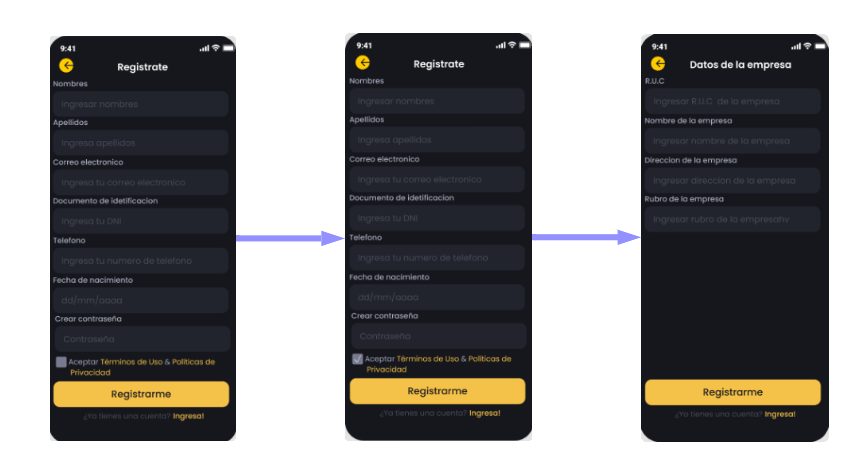 9:41
Registrate
Nombres
Ingresar nombres
Apellidos
Ingresa apellidos
Correo electronico
Ingresa tu correo electronico
Documento de idetificacion
Ingresa tu DNI
Telefono
Ingresa tu numero de telefono
Fecha de nacimiento
dd/mm/aaaa
Crear contraseña
Contraseña
Aceptar Términos de Uso & Políticas de
Privacidad
Registrarme
¿Ya tienes una cuenta? Ingresa!
9:41
Registrate
Nombres
Ingresar nombres
Apellidos
Ingresa apellidos
Correo electronico
Ingresa tu correo electronico
Documento de idetificacion
Ingresa tu DNI
Telefono
Ingresa tu numero de telefono
Fecha de nacimiento
dd/mm/aaaa
Crear contraseña
Contraseña
Aceptar Términos de Uso & Políticas de
Privacidad
Registrarme
¿Ya tienes una cuenta? Ingresa!
9:41
Datos de la empresa
R.U.C
Ingresar R.U.C. de la empresa
Nombre de la empresa
Ingresar nombre de la empresa
Direccion de la empresa
Ingresar direccion de la empresa
Rubro de la empresa
Ingresar rubro de la empresahv
Registrarme
¿Ya tienes una cuenta? Ingresa!